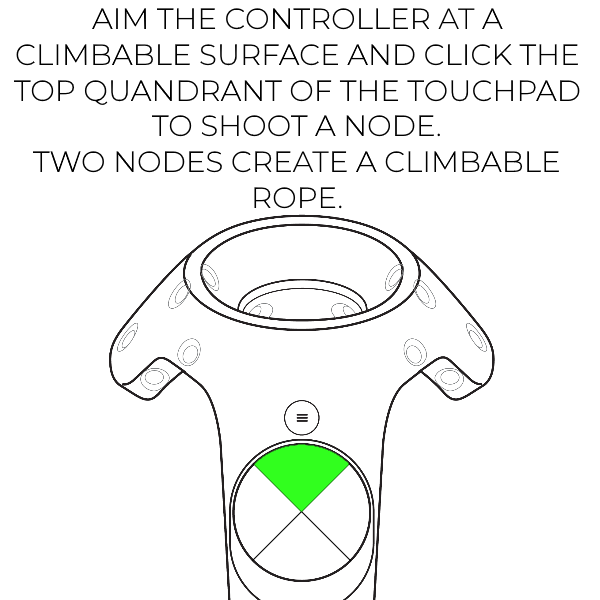 AIM THE CONTROLLER AT A
CLIMBABLE SURFACE AND CLICK THE
TOP QUANDRANT OF THE TOUCHPAD
TO SHOOT A NODE.
TWO NODES CREATE A CLIMBABLE
ROPE.